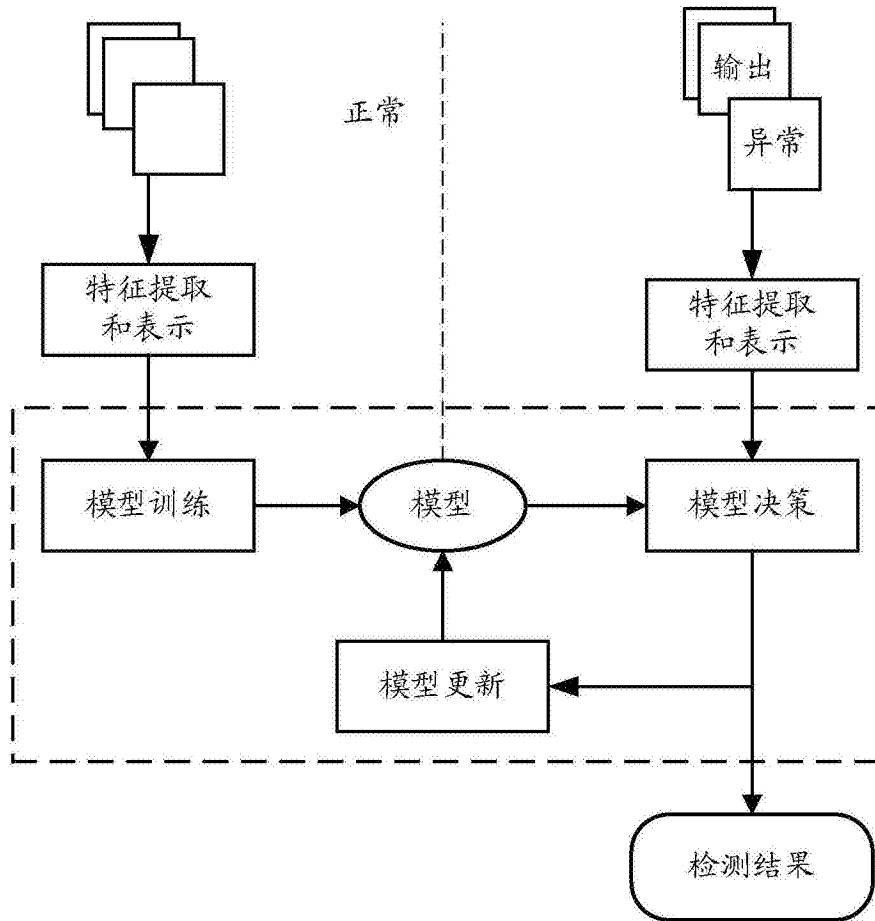 正常
输出
异常
特征提取
和表示
特征提取
和表示
模型训练
模型
模型决策
模型更新
检测结果